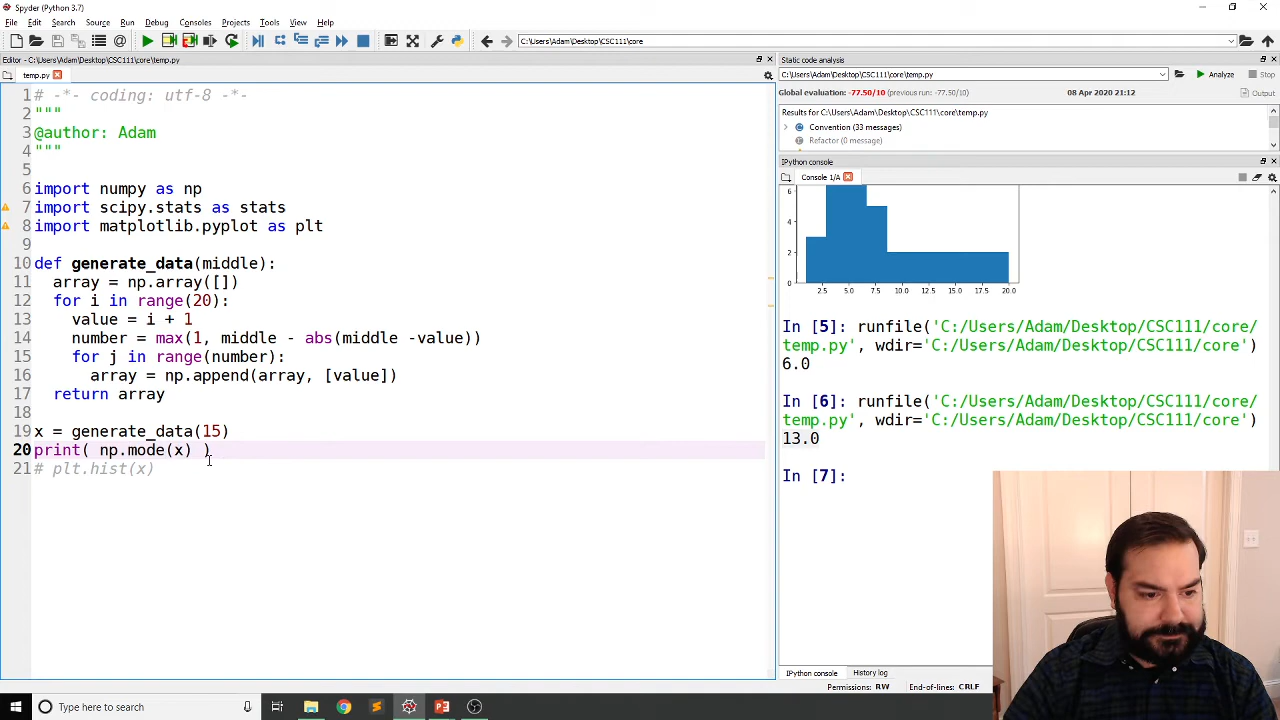 Spyder (Python 3.7)
File Edit Search Source Run Debug Consoles Projects Tools View Help
C:\Users\Adam\Desktop\CSC111\core
Editor - C:\Users\Adam\Desktop\CSC111\core\temp.py
temp.py
1 # -*- coding: utf-8 -*-
2 """
3 @author: Adam
4 """
5
6 import numpy as np
7 import scipy.stats as stats
8 import matplotlib.pyplot as plt
9
10 def generate_data(middle):
11 array = np.array([])
12 for i in range(20):
13 value = i + 1
14 number = max(1, middle - abs(middle -value))
15 for j in range(number):
16 array = np.append(array, [value])
17 return array
18
19 x = generate_data(15)
20 print( np.mode(x) )
21 # plt.hist(x)
Static code analysis
C:\Users\Adam\Desktop\CSC111\core\temp.py
Analyze Stop
Global evaluation: -77.50/10 (previous run: -77.50/10) 08 Apr 2020 21:12 Output
Results for C:\Users\Adam\Desktop\CSC111\core\temp.py
Convention (33 messages)
Refactor (0 message)
IPython console
Console 1/A
6
4
2
0
2.5 5.0 7.5 10.0 12.5 15.0 17.5 20.0
In [5]: runfile('C:/Users/Adam/Desktop/CSC111/core/
temp.py', wdir='C:/Users/Adam/Desktop/CSC111/core')
6.0
In [6]: runfile('C:/Users/Adam/Desktop/CSC111/core/
temp.py', wdir='C:/Users/Adam/Desktop/CSC111/core')
13.0
In [7]:
IPython console History log
Permissions: RW End-of-lines: CRLF
Type here to search